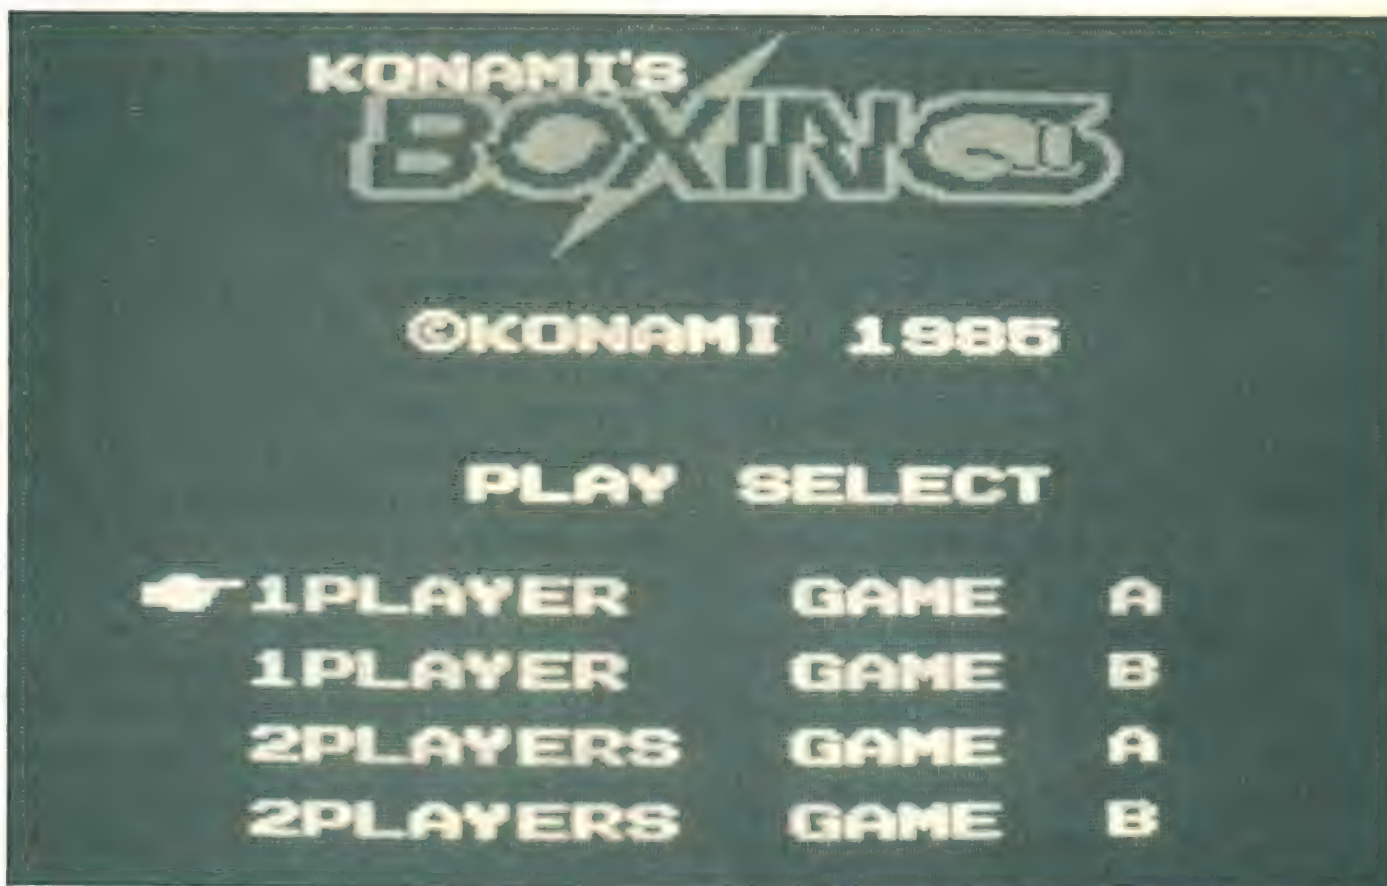 KONAMI'S
BOXING
©KONAMI 1985
PLAY SELECT
1PLAYER GAME A
1PLAYER GAME B
2PLAYERS GAME A
2PLAYERS GAME B